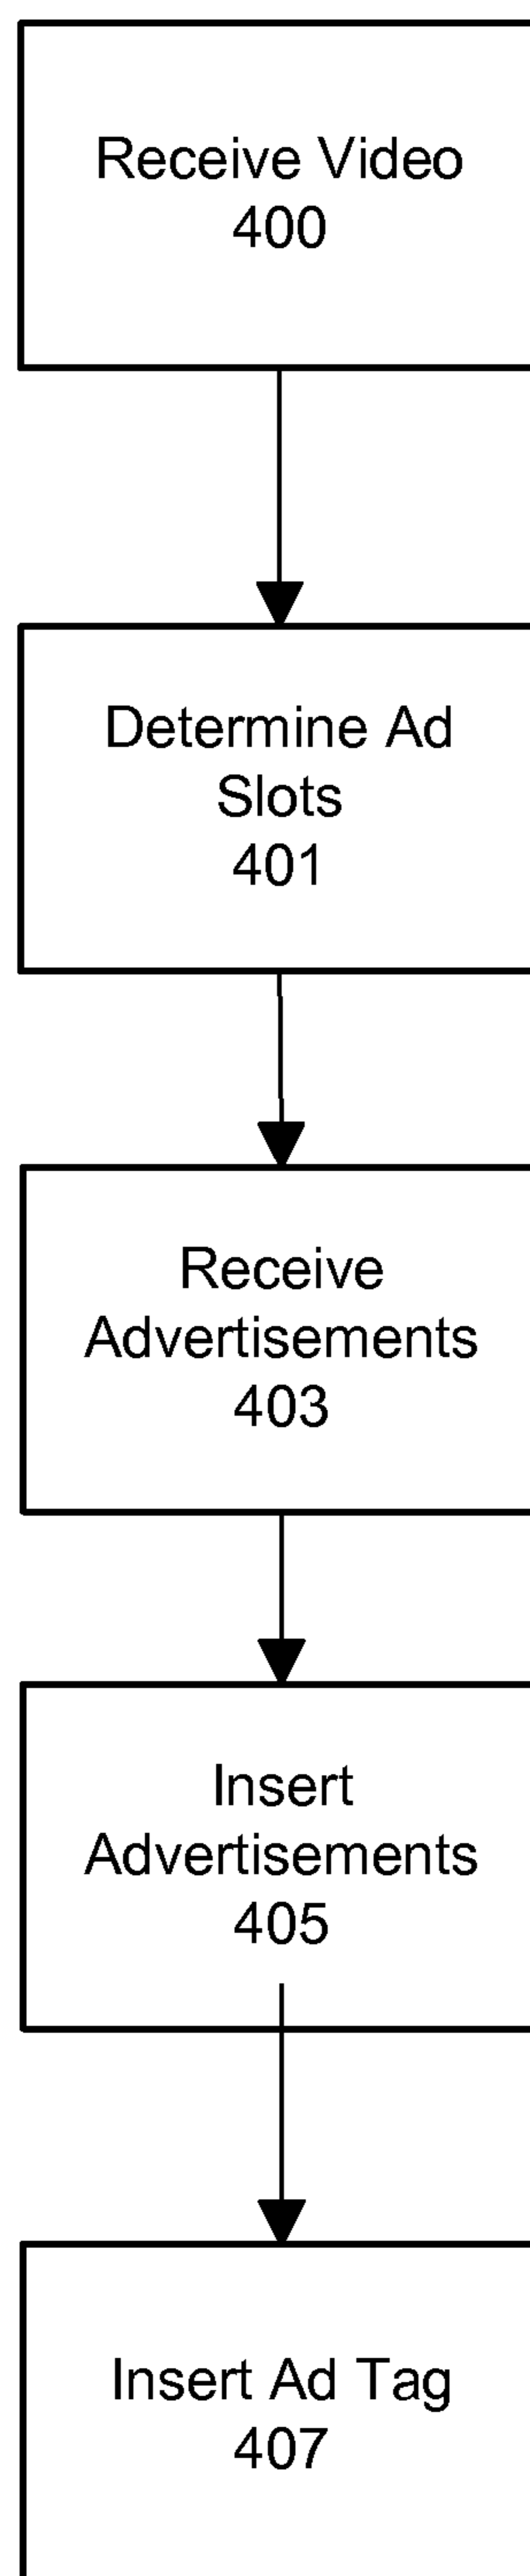 Receive Video
400
Determine Ad
Slots
401
Receive
Advertisements
403
Insert
Advertisements
405
Insert Ad Tag
407